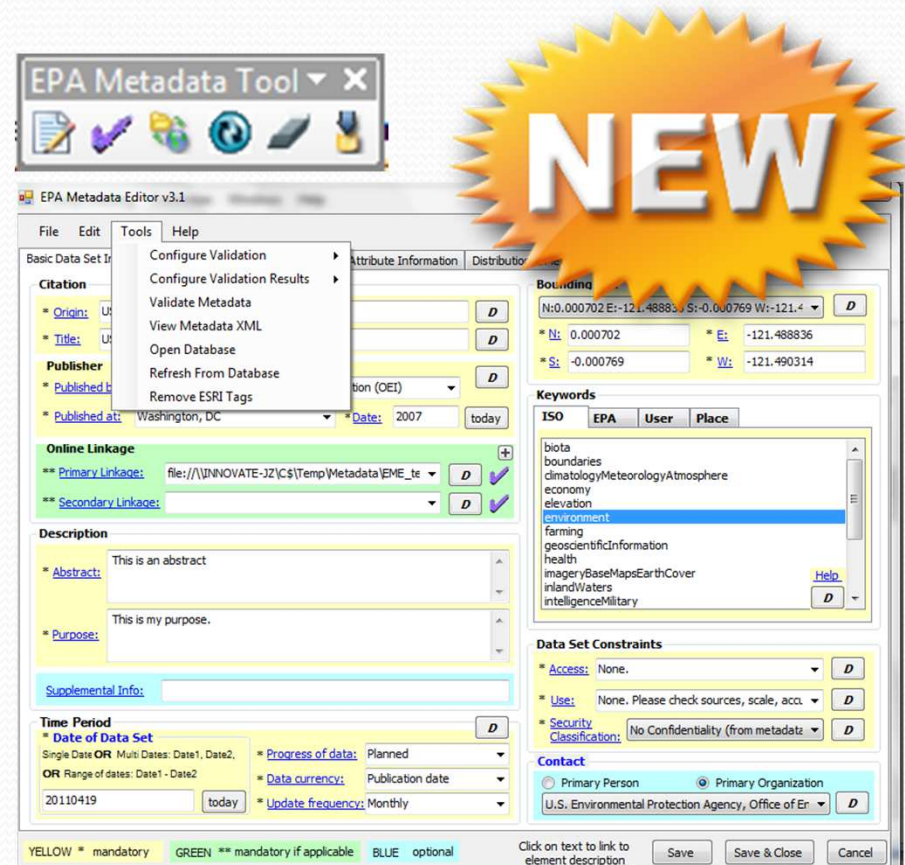 EPA Metadata Tool
NEW
EPA Metadata Editor v3.1
File Edit Tools Help
Basic Data Set Attribute Information
Configure Validation
Configure Validation Results
Validate Metadata
View Metadata XML
Open Database
Refresh From Database
Remove ESRI Tags
Citation
* Origin:
D
* Title:
D
Publisher
* Published tion (OEI) D
* Published at: Washington, DC * Date: 2007 today
Online Linkage
** Primary Linkage: file://\\INNOVATE-JZ\C$\Temp\Metadata\EME_te D
** Secondary Linkage: D
Description
* Abstract: This is an abstract
* Purpose: This is my purpose.
Supplemental Info:
Time Period D
* Date of Data Set
Single Date OR Multi Dates: Date1, Date2,
OR Range of dates: Date1 - Date2
20110419 today
* Progress of data: Planned
* Data currency: Publication date
* Update frequency: Monthly
Bounding
N:0.000702 E:-121.488836 S:-0.000769 W:-121.4 D
* N: 0.000702 * E: -121.488836
* S: -0.000769 * W: -121.490314
Keywords
ISO EPA User Place
biota
boundaries
climatologyMeteorologyAtmosphere
economy
elevation
environment
farming
geoscientificInformation
health
imageryBaseMapsEarthCover
inlandWaters
intelligenceMilitary
Help
D
Data Set Constraints
* Access: None. D
* Use: None. Please check sources, scale, accu D
* Security Classification: No Confidentiality (from metadata D
Contact
Primary Person Primary Organization
U.S. Environmental Protection Agency, Office of En D
YELLOW * mandatory GREEN ** mandatory if applicable BLUE optional
Click on text to link to
element description
Save Save & Close Cancel